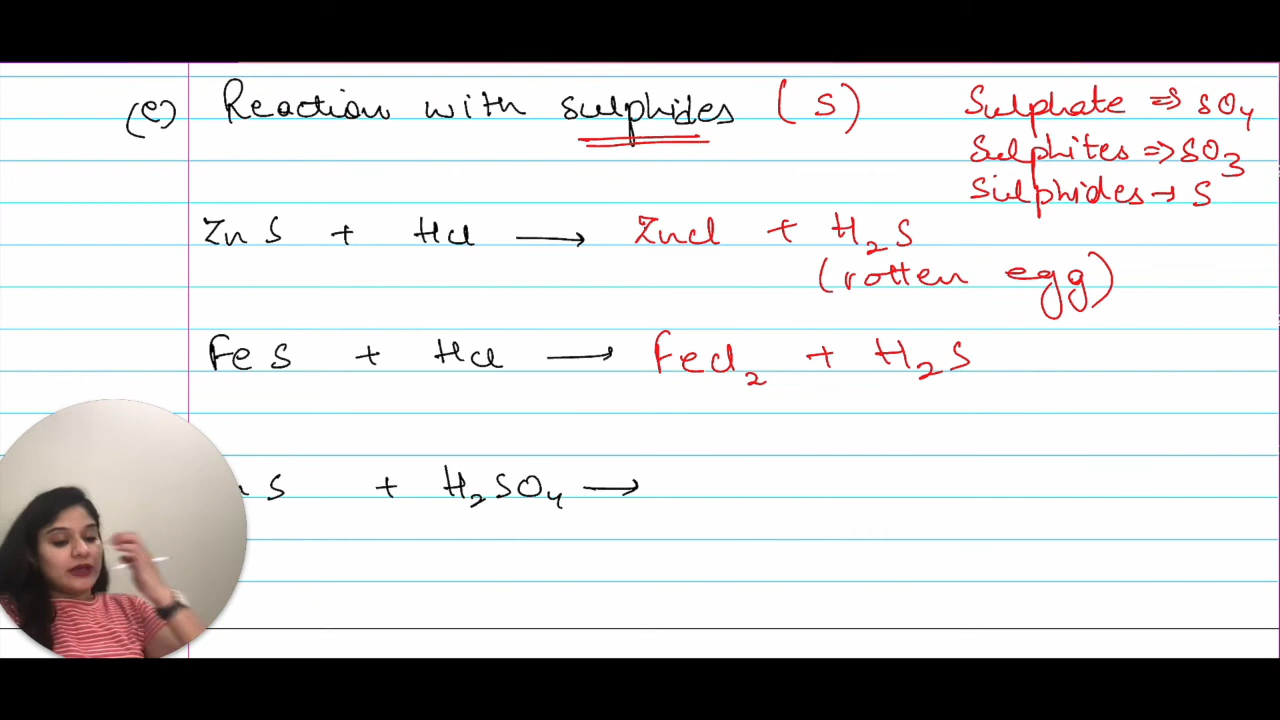 (e) Reaction with sulphides (S)
Sulphate ⇒ SO4
Sulphites ⇒ SO3
Sulphides → S
ZnS + HCl → ZnCl + H2S
(rotten egg)
FeS + HCl → FeCl2 + H2S
S + H2SO4 →